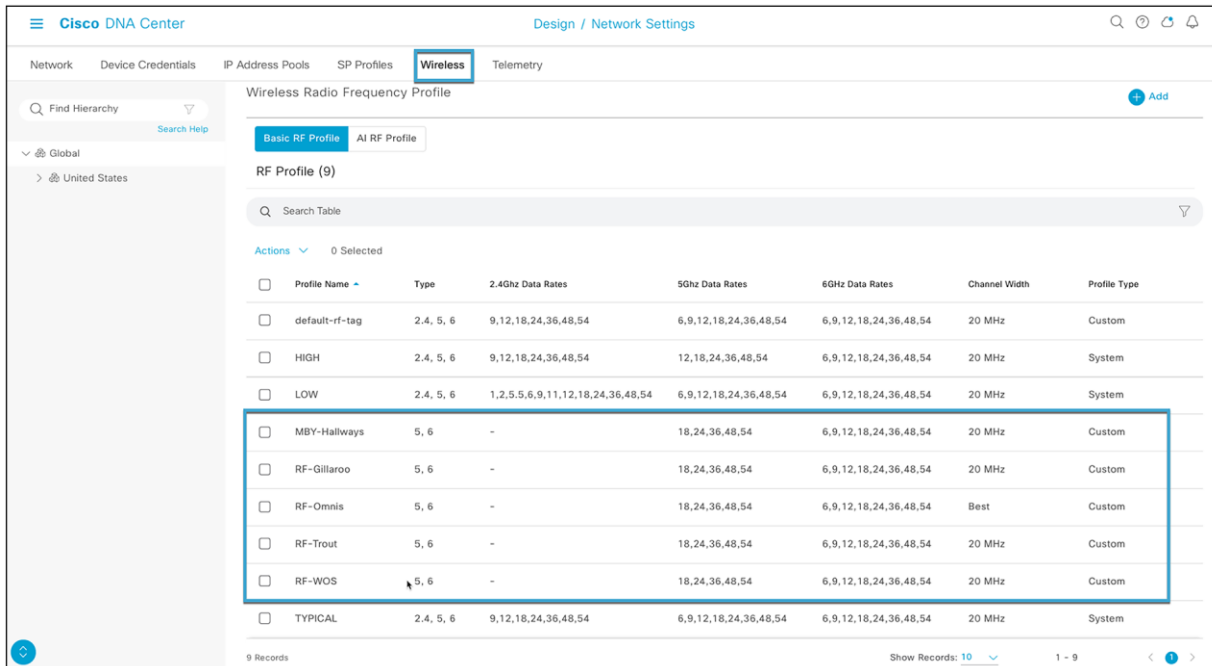 Cisco DNA Center
Design / Network Settings
Network Device Credentials IP Address Pools SP Profiles Wireless Telemetry
Find Hierarchy
Search Help
Global
United States
Wireless Radio Frequency Profile
Add
Basic RF Profile AI RF Profile
RF Profile (9)
Search Table
Actions 0 Selected
Profile Name Type 2.4Ghz Data Rates 5Ghz Data Rates 6GHz Data Rates Channel Width Profile Type
default-rf-tag 2.4, 5, 6 9,12,18,24,36,48,54 6,9,12,18,24,36,48,54 6,9,12,18,24,36,48,54 20 MHz Custom
HIGH 2.4, 5, 6 9,12,18,24,36,48,54 12,18,24,36,48,54 6,9,12,18,24,36,48,54 20 MHz System
LOW 2.4, 5, 6 1,2,5.5,6,9,11,12,18,24,36,48,54 6,9,12,18,24,36,48,54 6,9,12,18,24,36,48,54 20 MHz System
MBY-Hallways 5, 6 - 18,24,36,48,54 6,9,12,18,24,36,48,54 20 MHz Custom
RF-Gillaroo 5, 6 - 18,24,36,48,54 6,9,12,18,24,36,48,54 20 MHz Custom
RF-Omnis 5, 6 - 18,24,36,48,54 6,9,12,18,24,36,48,54 Best Custom
RF-Trout 5, 6 - 18,24,36,48,54 6,9,12,18,24,36,48,54 20 MHz Custom
RF-WOS 5, 6 - 18,24,36,48,54 6,9,12,18,24,36,48,54 20 MHz Custom
TYPICAL 2.4, 5, 6 9,12,18,24,36,48,54 6,9,12,18,24,36,48,54 6,9,12,18,24,36,48,54 20 MHz System
9 Records Show Records: 10 1 - 9 1